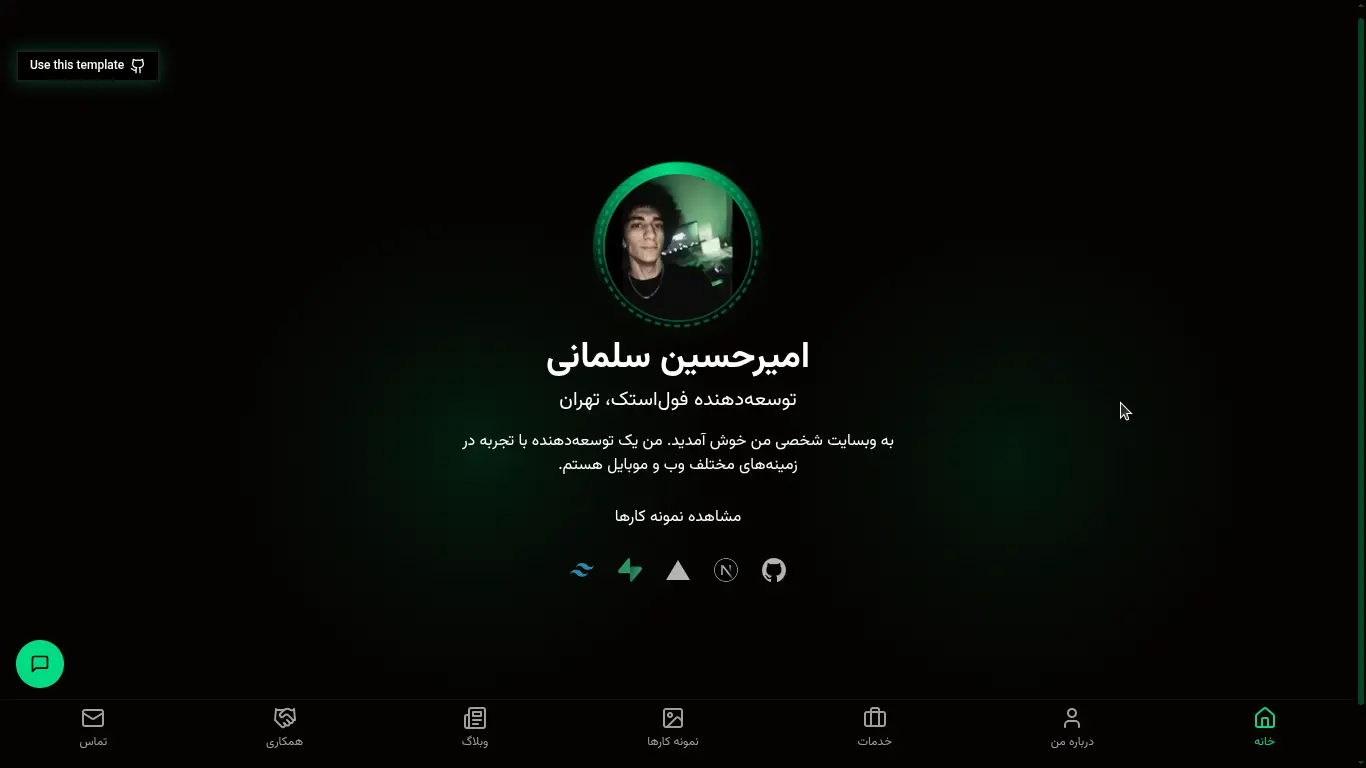 Use this template
امیرحسین سلمانی
توسعه‌دهنده فول‌استک، تهران
به وبسایت شخصی من خوش آمدید. من یک توسعه‌دهنده با تجربه در
زمینه‌های مختلف وب و موبایل هستم.
مشاهده نمونه کارها
N
خانه
درباره من
خدمات
نمونه کارها
وبلاگ
همکاری
تماس